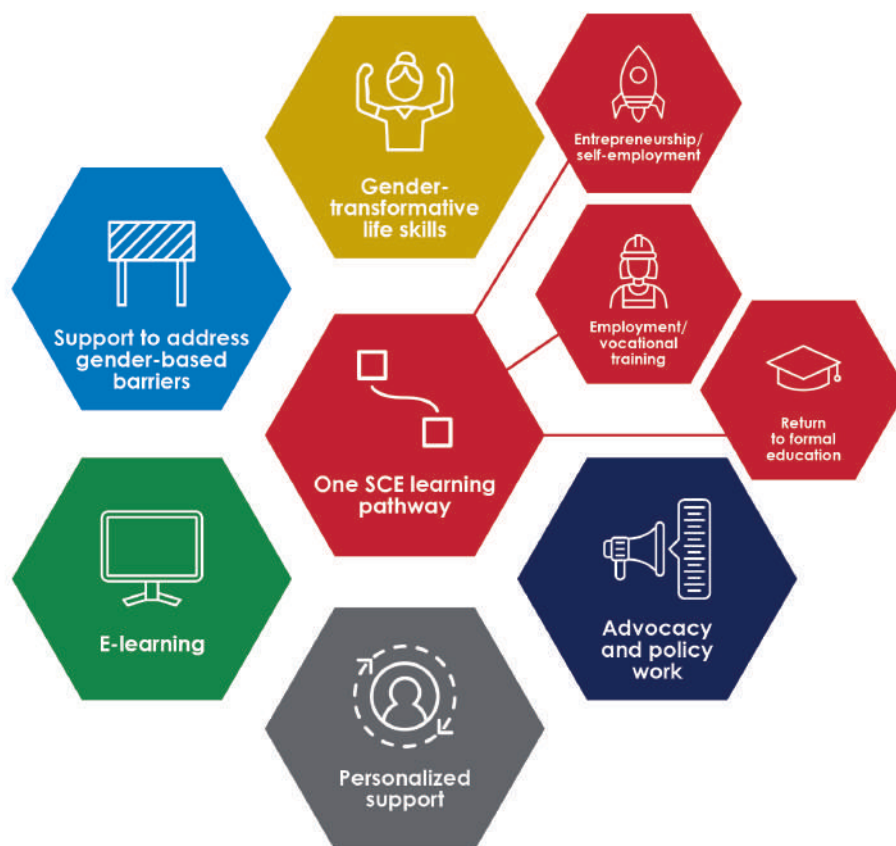 Gender-
transformative
life skills
Entrepreneurship/
self-employment
Support to address
gender-based
barriers
Employment/
vocational
training
One SCE learning
pathway
Return
to formal
education
E-learning
Advocacy
and policy
work
Personalized
support